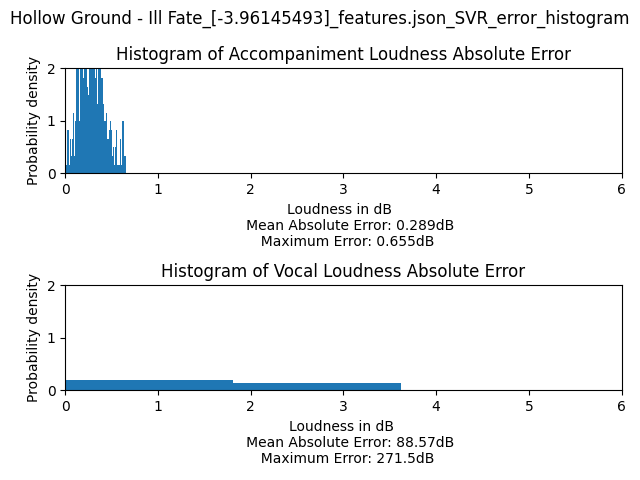 Hollow Ground - Ill Fate_[-3.96145493]_features.json_SVR_error_histogram
Histogram of Accompaniment Loudness Absolute Error
Probability density
2
1
0
0 1 2 3 4 5 6
Loudness in dB
Mean Absolute Error: 0.289dB
Maximum Error: 0.655dB
Histogram of Vocal Loudness Absolute Error
Probability density
2
1
0
0 1 2 3 4 5 6
Loudness in dB
Mean Absolute Error: 88.57dB
Maximum Error: 271.5dB